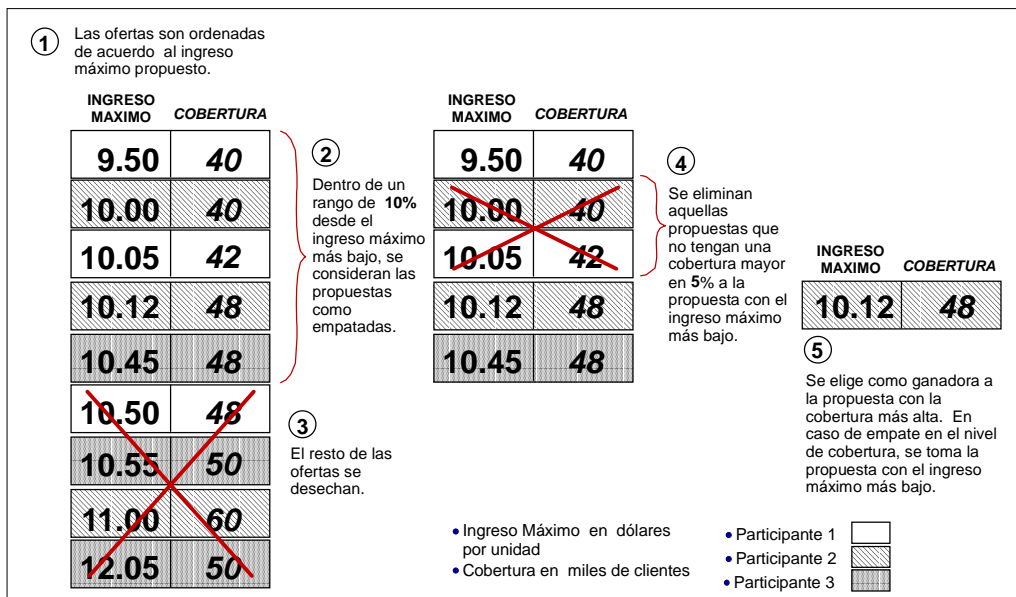 1
Las ofertas son ordenadas
de acuerdo al ingreso
máximo propuesto.
INGRESO
MAXIMO COBERTURA
9.50 40
10.00 40
10.05 42
10.12 48
10.45 48
10.50 48
10.55 50
11.00 60
12.05 50
2
Dentro de un
rango de 10%
desde el
ingreso máximo
más bajo, se
consideran las
propuestas
como
empatadas.
3
El resto de las
ofertas se
desechan.
INGRESO
MAXIMO COBERTURA
9.50 40
10.00 40
10.05 42
10.12 48
10.45 48
4
Se eliminan
aquellas
propuestas que
no tengan una
cobertura mayor
en 5% a la
propuesta con el
ingreso máximo
más bajo.
INGRESO
MAXIMO COBERTURA
10.12 48
5
Se elige como ganadora a
la propuesta con la
cobertura más alta. En
caso de empate en el nivel
de cobertura, se toma la
propuesta con el ingreso
máximo más bajo.
• Ingreso Máximo en dólares
por unidad
• Cobertura en miles de clientes
• Participante 1
• Participante 2
• Participante 3